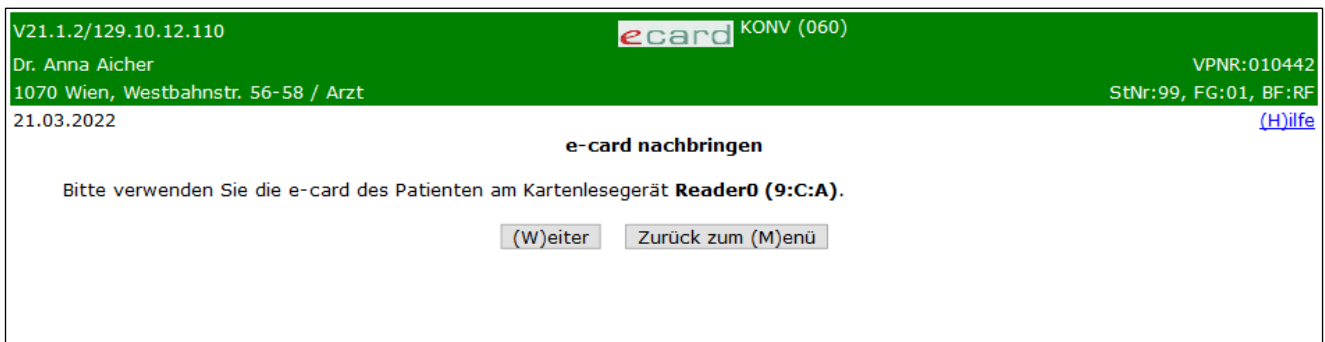 V21.1.2/129.10.12.110 ecard KONV (060)
Dr. Anna Aicher VPNR:010442
1070 Wien, Westbahnstr. 56-58 / Arzt StNr:99, FG:01, BF:RF
21.03.2022 (H)ilfe
e-card nachbringen
Bitte verwenden Sie die e-card des Patienten am Kartenlesegerät Reader0 (9:C:A).
(W)eiter Zurück zum (M)enü